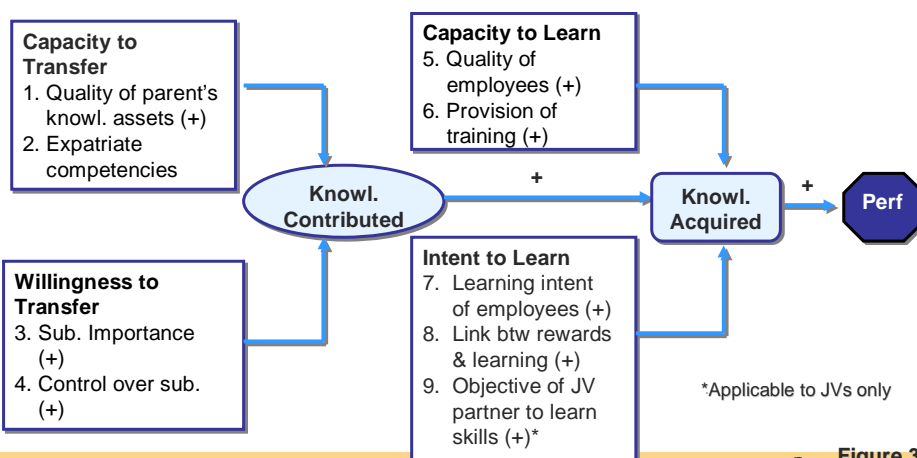 Capacity to
Transfer
1. Quality of parent's
knowl. assets (+)
2. Expatriate
competencies
Willingness to
Transfer
3. Sub. Importance
(+)
4. Control over sub.
(+)
Knowl.
Contributed
+
Capacity to Learn
5. Quality of
employees (+)
6. Provision of
training (+)
Intent to Learn
7. Learning intent
of employees (+)
8. Link btw rewards
& learning (+)
9. Objective of JV
partner to learn
skills (+)*
Knowl.
Acquired
+
Perf
*Applicable to JVs only
Figure 3